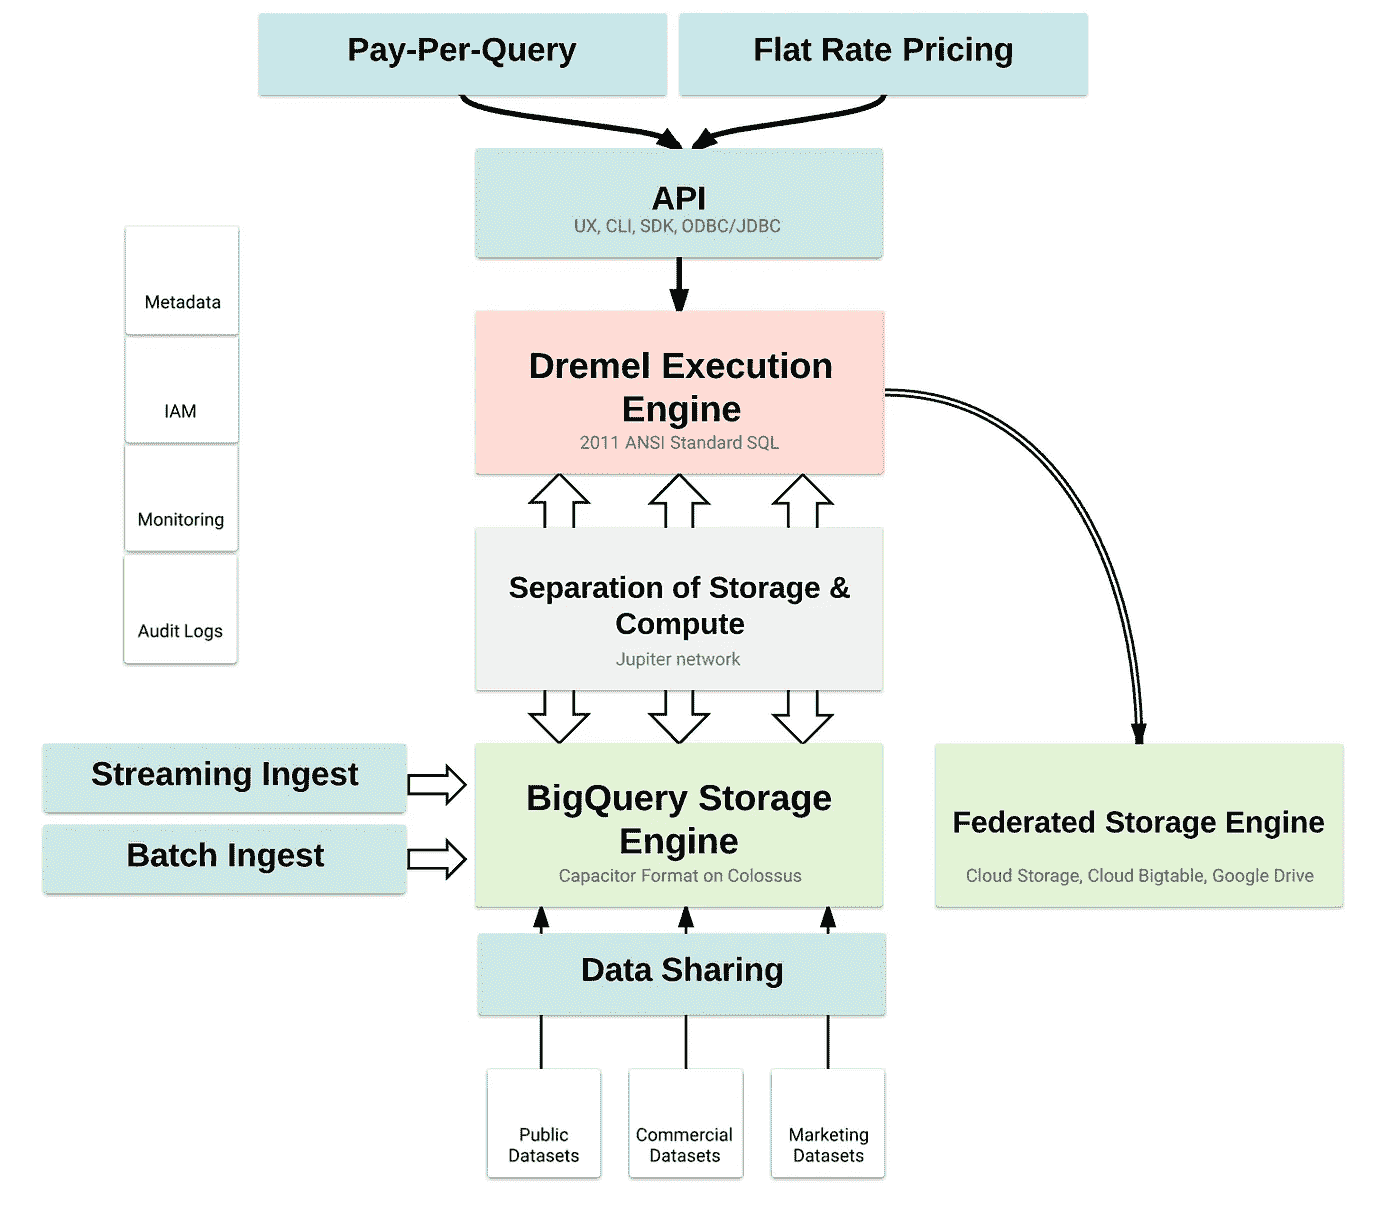 Pay-Per-Query
Flat Rate Pricing
API
UX, CLI, SDK, ODBC/JDBC
Metadata
IAM
Monitoring
Audit Logs
Dremel Execution
Engine
2011 ANSI Standard SQL
Separation of Storage &
Compute
Jupiter network
Streaming Ingest
Batch Ingest
BigQuery Storage
Engine
Capacitor Format on Colossus
Federated Storage Engine
Cloud Storage, Cloud Bigtable, Google Drive
Data Sharing
Public
Datasets
Commercial
Datasets
Marketing
Datasets